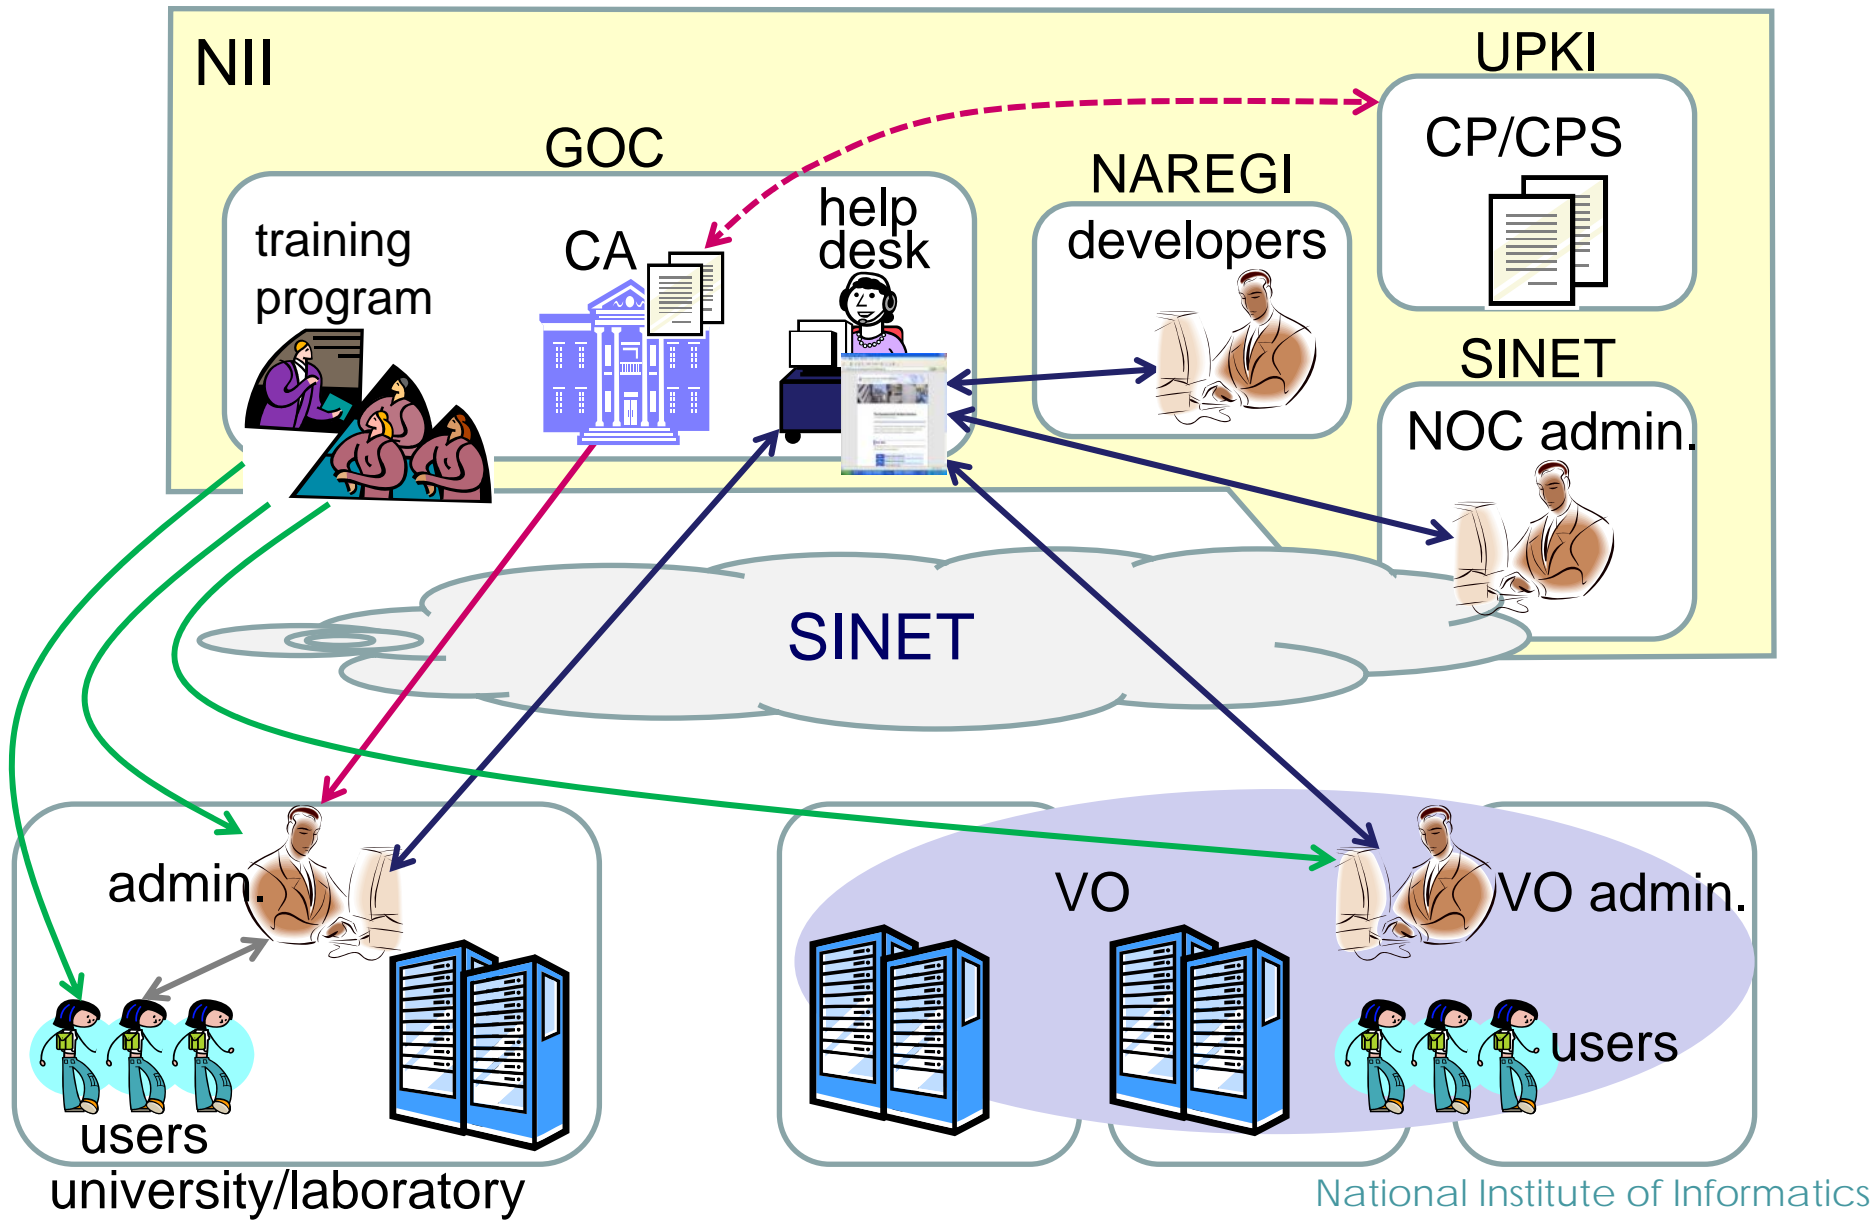 NII
UPKI
CP/CPS
GOC
NAREGI
training
program
CA
help
desk
developers
SINET
NOC admin.
SINET
admin.
VO
VO admin.
users
users
university/laboratory
National Institute of Informatics